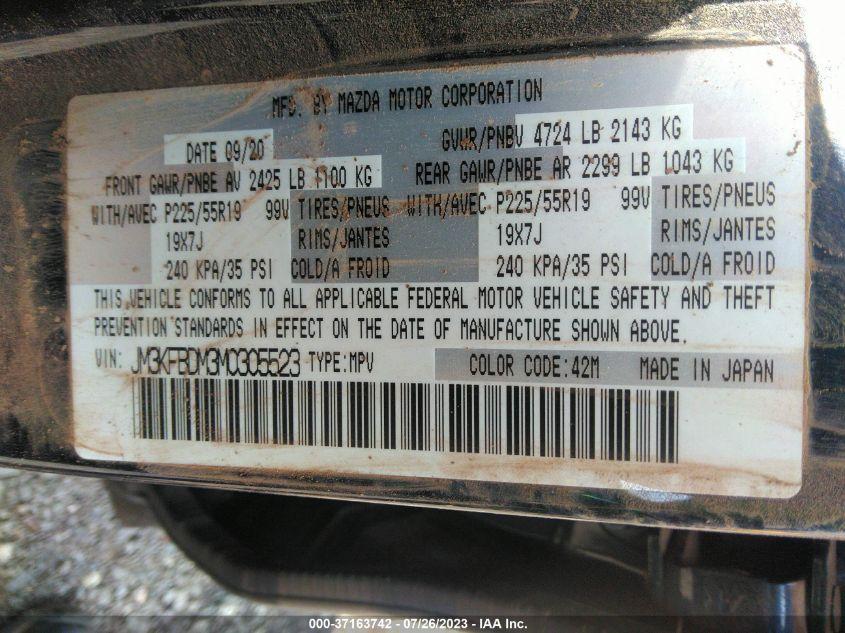 MFD. BY MAZDA MOTOR CORPORATION
DATE 09/20 GVWR/PNBV 4724 LB 2143 KG
FRONT GAWR/PNBE AV 2425 LB 1100 KG REAR GAWR/PNBE AR 2299 LB 1043 KG
WITH/AVEC P225/55R19 99V TIRES/PNEUS WITH/AVEC P225/55R19 99V TIRES/PNEUS
19X7J RIMS/JANTES 19X7J RIMS/JANTES
240 KPA/35 PSI COLD/A FROID 240 KPA/35 PSI COLD/A FROID
THIS VEHICLE CONFORMS TO ALL APPLICABLE FEDERAL MOTOR VEHICLE SAFETY AND THEFT
PREVENTION STANDARDS IN EFFECT ON THE DATE OF MANUFACTURE SHOWN ABOVE.
VIN: JM3KFBDM3M0305523 TYPE:MPV COLOR CODE:42M MADE IN JAPAN
000-37163742 - 07/26/2023 - IAA Inc.